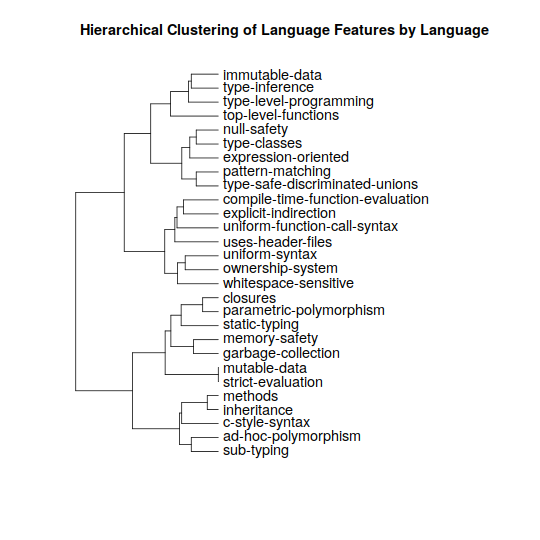 Hierarchical Clustering of Language Features by Language
immutable-data
type-inference
type-level-programming
top-level-functions
null-safety
type-classes
expression-oriented
pattern-matching
type-safe-discriminated-unions
compile-time-function-evaluation
explicit-indirection
uniform-function-call-syntax
uses-header-files
uniform-syntax
ownership-system
whitespace-sensitive
closures
parametric-polymorphism
static-typing
memory-safety
garbage-collection
mutable-data
strict-evaluation
methods
inheritance
c-style-syntax
ad-hoc-polymorphism
sub-typing